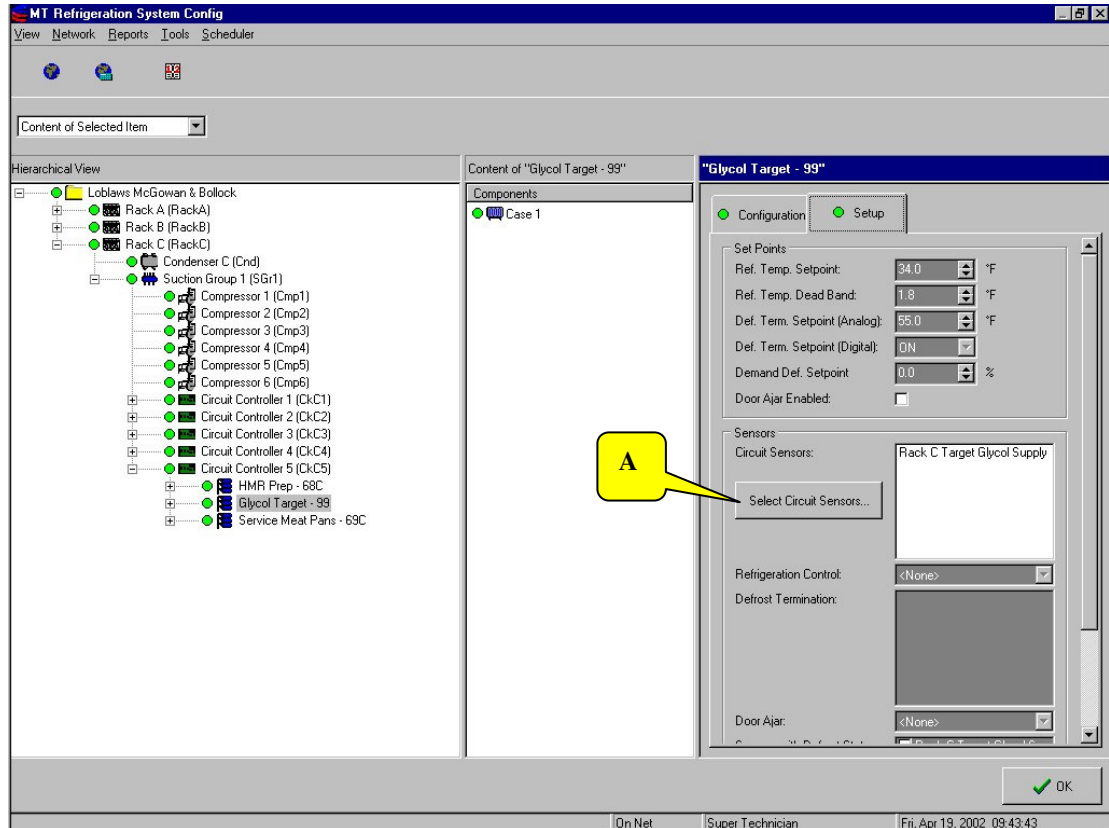 MT Refrigeration System Config
View Network Reports Tools Scheduler
Content of Selected Item
Hierarchical View
Loblaws McGowan & Bollock
Rack A (RackA)
Rack B (RackB)
Rack C (RackC)
Condenser C (Cnd)
Suction Group 1 (SGr1)
Compressor 1 (Cmp1)
Compressor 2 (Cmp2)
Compressor 3 (Cmp3)
Compressor 4 (Cmp4)
Compressor 5 (Cmp5)
Compressor 6 (Cmp6)
Circuit Controller 1 (CkC1)
Circuit Controller 2 (CkC2)
Circuit Controller 3 (CkC3)
Circuit Controller 4 (CkC4)
Circuit Controller 5 (CkC5)
HMR Prep - 68C
Glycol Target - 99
Service Meat Pans - 69C
Content of "Glycol Target - 99"
Components
Case 1
"Glycol Target - 99"
Configuration Setup
Set Points
Ref. Temp. Setpoint: 34.0 °F
Ref. Temp. Dead Band: 1.8 °F
Def. Term. Setpoint (Analog): 55.0 °F
Def. Term. Setpoint (Digital): ON
Demand Def. Setpoint 0.0 %
Door Ajar Enabled:
Sensors
Circuit Sensors: Rack C Target Glycol Supply
A
Select Circuit Sensors...
Refrigeration Control: <None>
Defrost Termination:
Door Ajar: <None>
OK
On Net Super Technician Fri, Apr 19, 2002 09:43:43